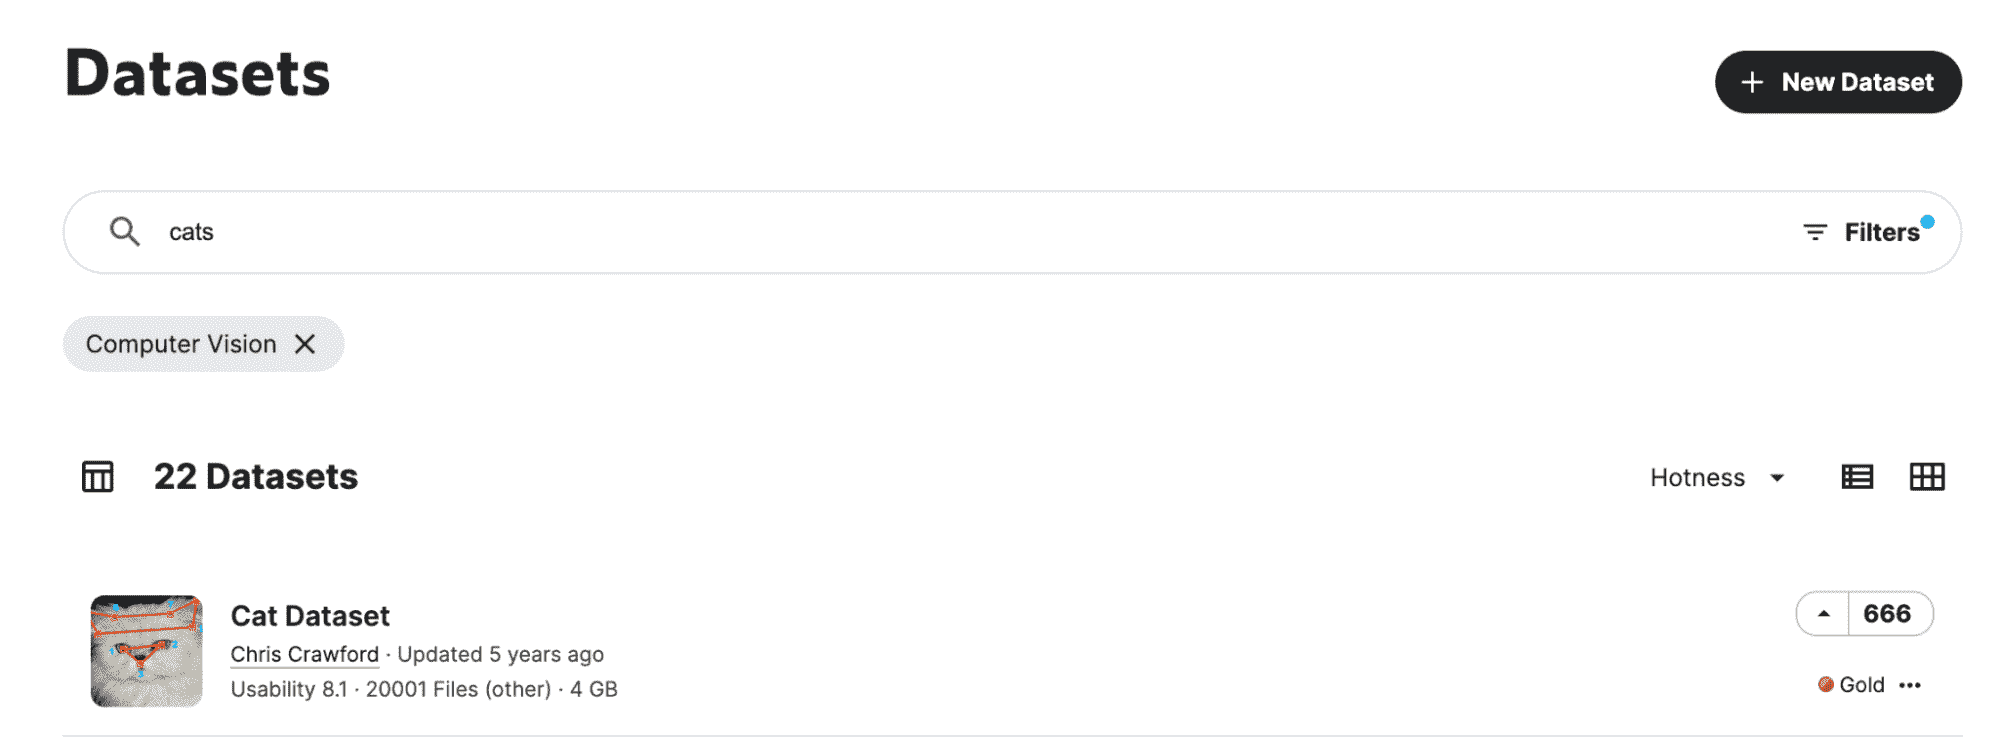 Datasets
+ New Dataset
cats
Filters
Computer Vision
22 Datasets
Hotness
Cat Dataset
666
Chris Crawford · Updated 5 years ago
Usability 8.1 · 20001 Files (other) · 4 GB
Gold